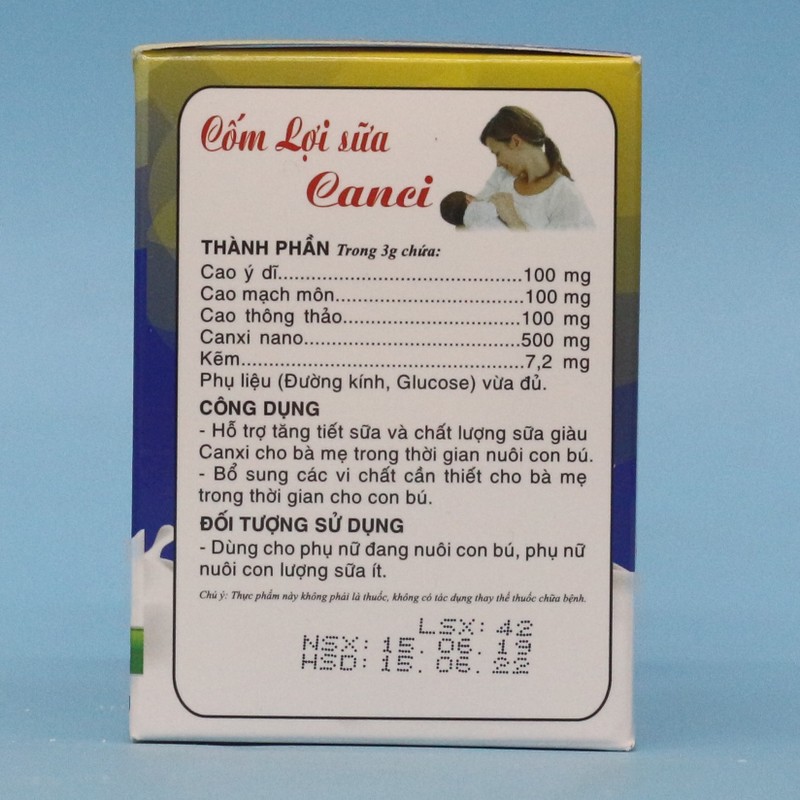 Cốm Lợi sữa
Canci
THÀNH PHẦN Trong 3g chứa:
Cao ý dĩ............................................100 mg
Cao mạch môn..................................100 mg
Cao thông thảo................................100 mg
Canxi nano.......................................500 mg
Kẽm..................................................7,2 mg
Phụ liệu (Đường kính, Glucose) vừa đủ.
CÔNG DỤNG
- Hỗ trợ tăng tiết sữa và chất lượng sữa giàu
Canxi cho bà mẹ trong thời gian nuôi con bú.
- Bổ sung các vi chất cần thiết cho bà mẹ
trong thời gian cho con bú.
ĐỐI TƯỢNG SỬ DỤNG
- Dùng cho phụ nữ đang nuôi con bú, phụ nữ
nuôi con lượng sữa ít.
Chú ý: Thực phẩm này không phải là thuốc, không có tác dụng thay thế thuốc chữa bệnh.
LSX: 42
NSX: 15. 06. 19
HSD: 15. 06. 22